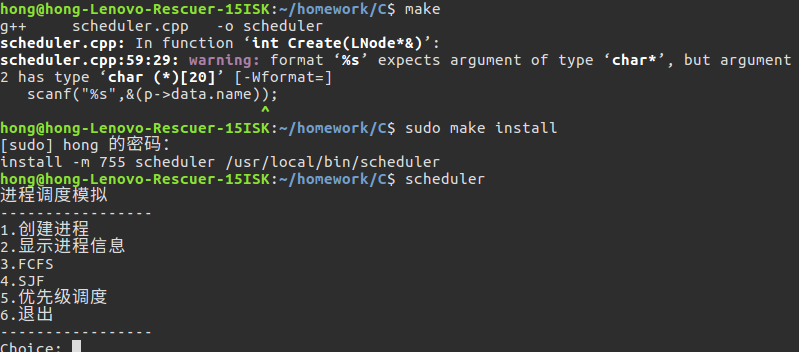 hong@hong-Lenovo-Rescuer-15ISK:~/homework/C$ make
g++     scheduler.cpp   -o scheduler
scheduler.cpp: In function ‘int Create(LNode*&)’:
scheduler.cpp:59:29: warning: format ‘%s’ expects argument of type ‘char*’, but argument
2 has type ‘char (*)[20]’ [-Wformat=]
   scanf("%s",&(p->data.name));
                             ^
hong@hong-Lenovo-Rescuer-15ISK:~/homework/C$ sudo make install
[sudo] hong 的密码：
install -m 755 scheduler /usr/local/bin/scheduler
hong@hong-Lenovo-Rescuer-15ISK:~/homework/C$ scheduler
进程调度模拟
-----------------
1.创建进程
2.显示进程信息
3.FCFS
4.SJF
5.优先级调度
6.退出
-----------------
Choice: